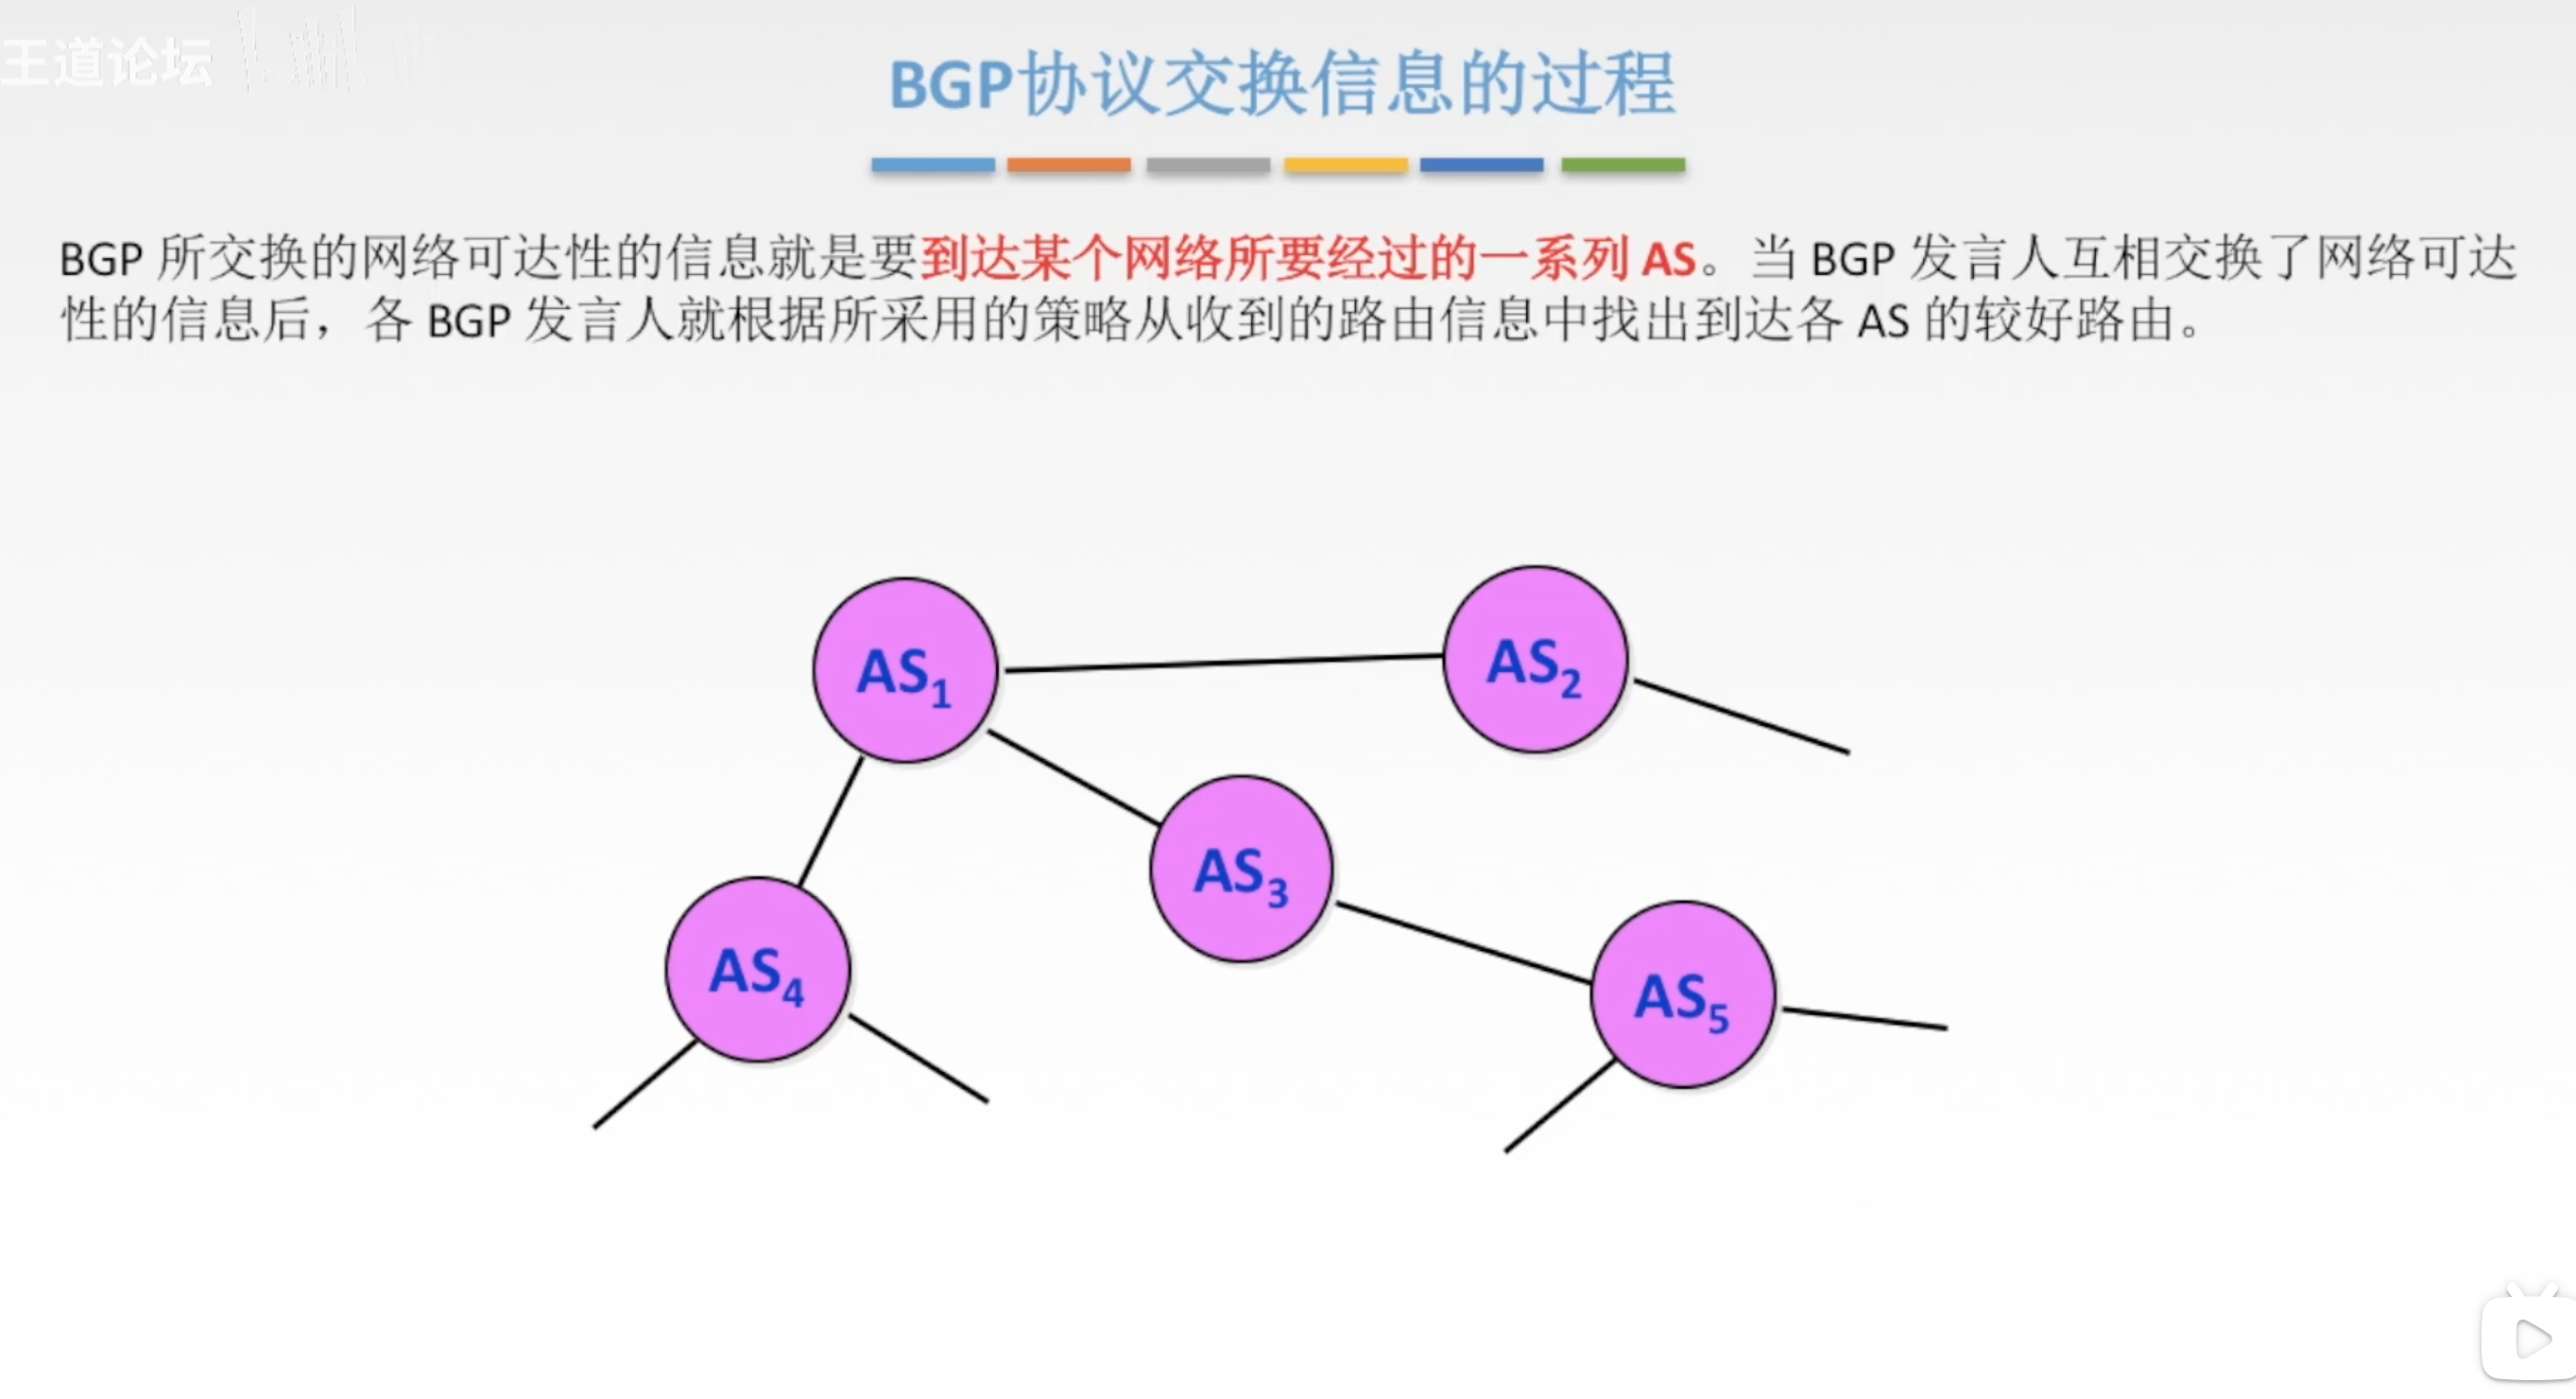 王道论坛
BGP协议交换信息的过程
BGP 所交换的网络可达性的信息就是要到达某个网络所要经过的一系列 AS。当 BGP 发言人互相交换了网络可达
性的信息后，各 BGP 发言人就根据所采用的策略从收到的路由信息中找出到达各 AS 的较好路由。
AS1
AS2
AS3
AS4
AS5